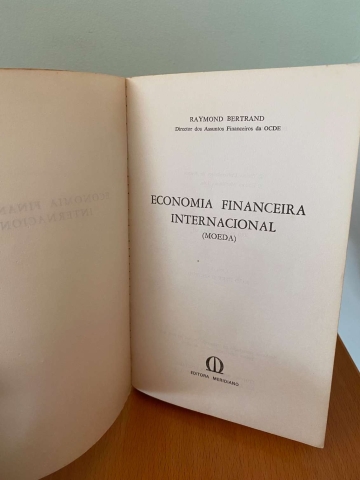 RAYMOND BERTRAND
Director dos Assuntos Financeiros da OCDE
ECONOMIA FINANCEIRA
INTERNACIONAL
(MOEDA)
EDITORA MERIDIANO